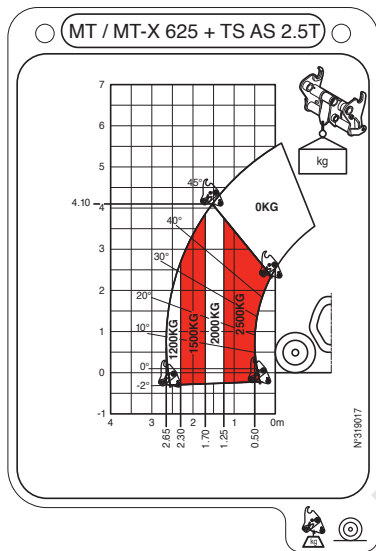 MT / MT-X 625 + TS AS 2.5T
kg
7
6
5
4.10
4
3
2
1
0
-1
45°
40°
30°
20°
10°
0°
-2°
0KG
1200KG
1500KG
2000KG
2500KG
4 3 2 1 0m
2.65 2.30 1.70 1.25 0.50
N°319017
kg